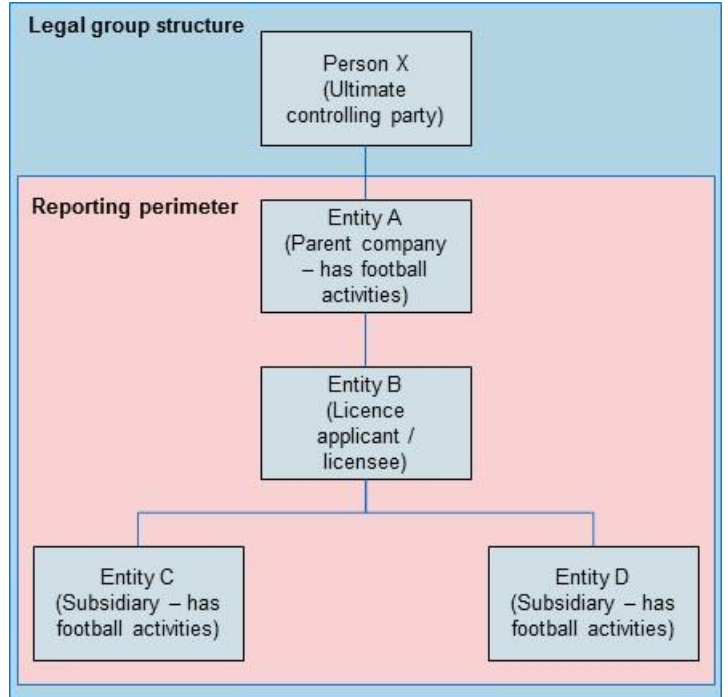 Legal group structure
Person X
(Ultimate
controlling party)
Reporting perimeter
Entity A
(Parent company
– has football
activities)
Entity B
(Licence
applicant /
licensee)
Entity C
(Subsidiary – has
football activities)
Entity D
(Subsidiary – has
football activities)